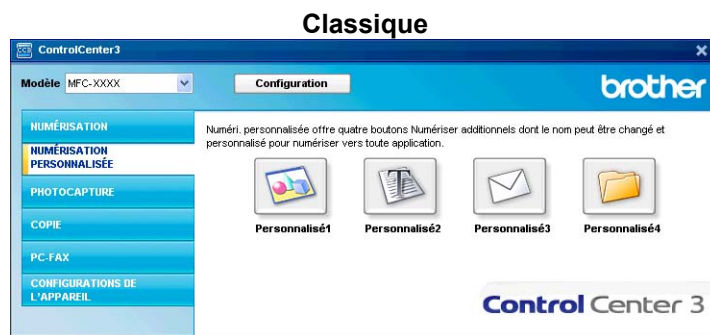 Classique
ControlCenter3
Modèle MFC-XXXX Configuration brother
NUMÉRISATION
NUMÉRISATION
PERSONNALISÉE
PHOTOCAPTURE
COPIE
PC-FAX
CONFIGURATIONS DE
L'APPAREIL
Numéri. personnalisée offre quatre boutons Numériser additionnels dont le nom peut être changé et
personnalisé pour numériser vers toute application.
Personnalisé1 Personnalisé2 Personnalisé3 Personnalisé4
Control Center 3